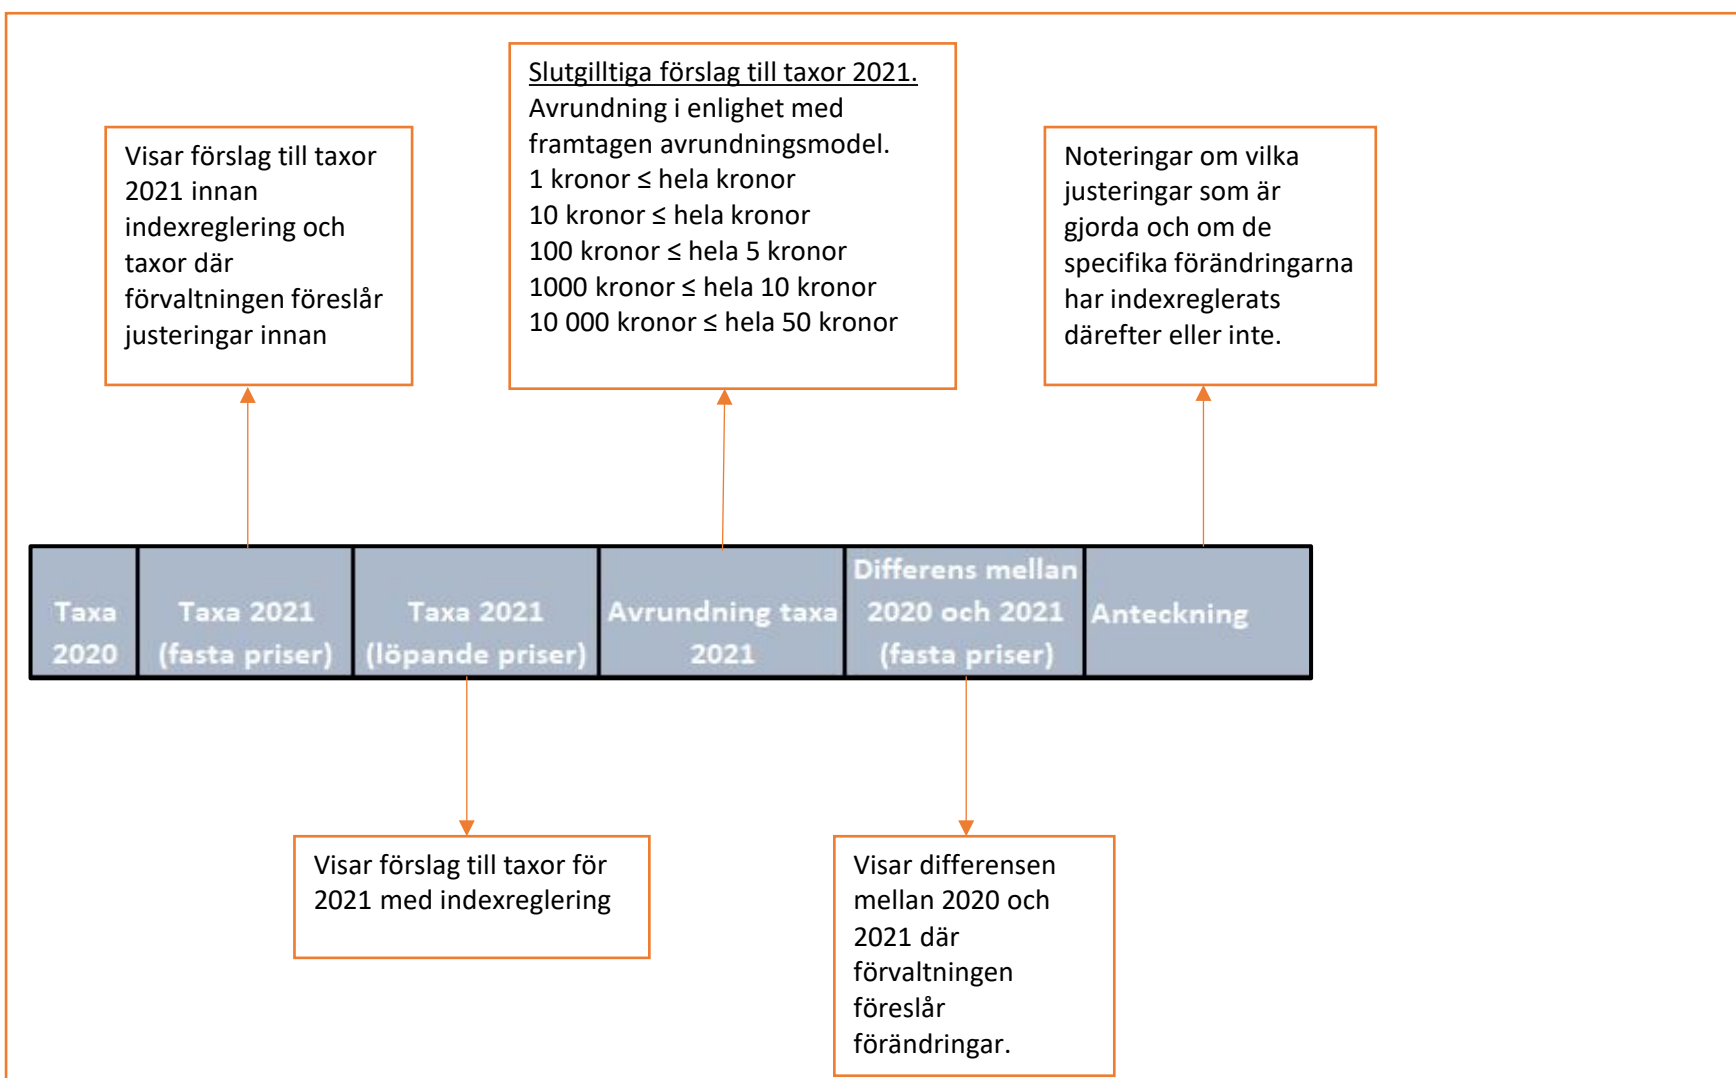 Slutgilltiga förslag till taxor 2021.
Avrundning i enlighet med
framtagen avrundningsmodel.
1 kronor ≤ hela kronor
10 kronor ≤ hela kronor
100 kronor ≤ hela 5 kronor
1000 kronor ≤ hela 10 kronor
10 000 kronor ≤ hela 50 kronor
Visar förslag till taxor
2021 innan
indexreglering och
taxor där
förvaltningen föreslår
justeringar innan
Noteringar om vilka
justeringar som är
gjorda och om de
specifika förändringarna
har indexreglerats
därefter eller inte.
Taxa
2020
Taxa 2021
(fasta priser)
Taxa 2021
(löpande priser)
Avrundning taxa
2021
Differens mellan
2020 och 2021
(fasta priser)
Anteckning
Visar förslag till taxor för
2021 med indexreglering
Visar differensen
mellan 2020 och
2021 där
förvaltningen
föreslår
förändringar.